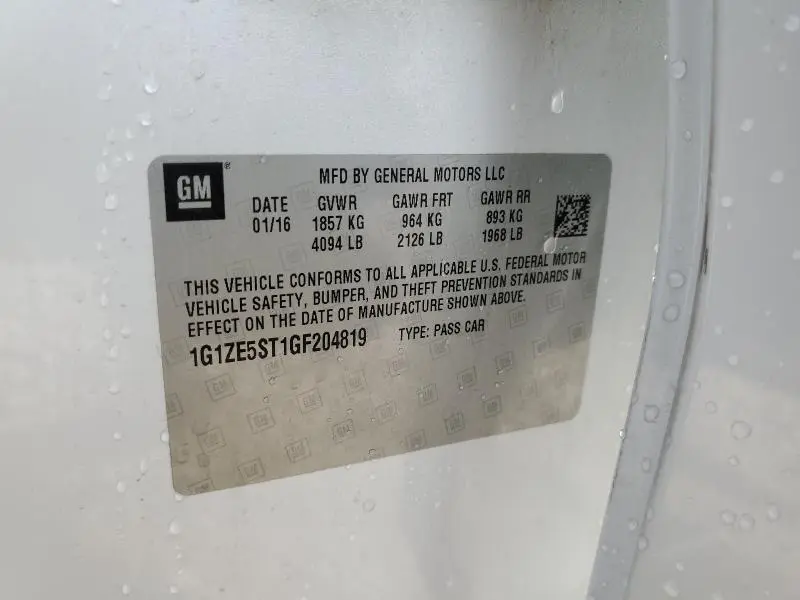 GM ®
MFD BY GENERAL MOTORS LLC
DATE GVWR GAWR FRT GAWR RR
01/16 1857 KG 964 KG 893 KG
4094 LB 2126 LB 1968 LB
THIS VEHICLE CONFORMS TO ALL APPLICABLE U.S. FEDERAL MOTOR
VEHICLE SAFETY, BUMPER, AND THEFT PREVENTION STANDARDS IN
EFFECT ON THE DATE OF MANUFACTURE SHOWN ABOVE.
1G1ZE5ST1GF204819 TYPE: PASS CAR